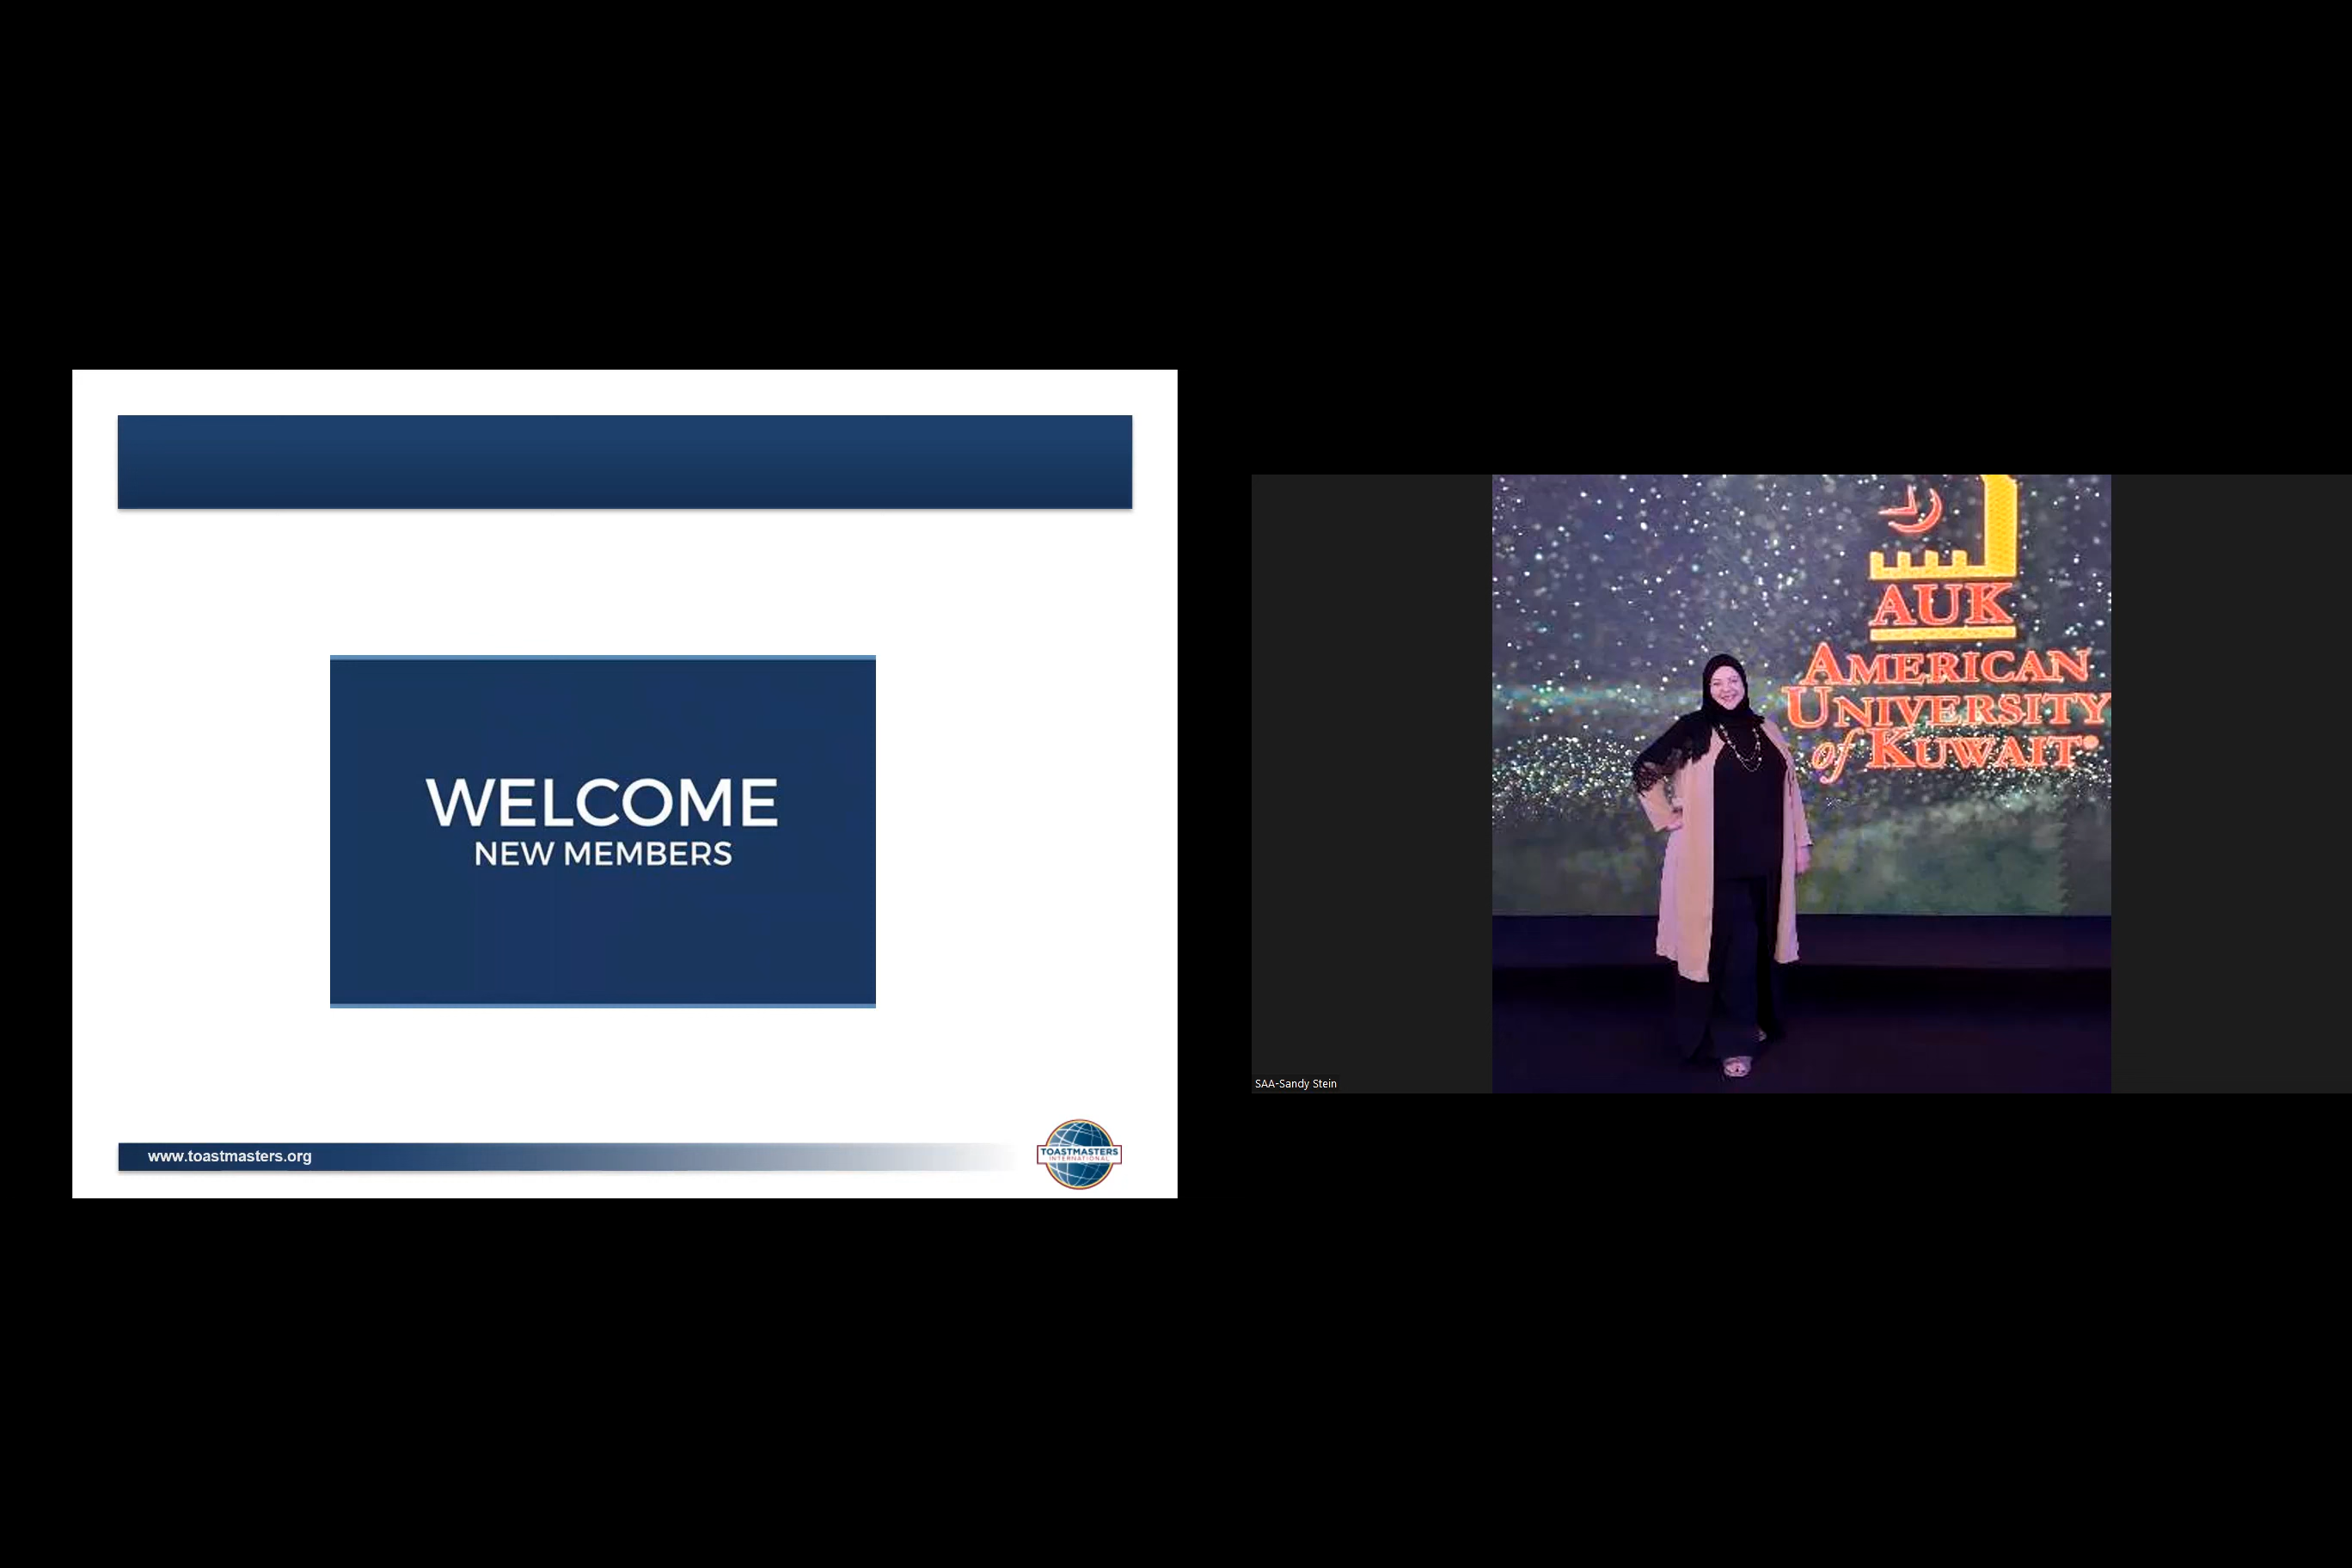 WELCOME
NEW MEMBERS
www.toastmasters.org
TOASTMASTERS
INTERNATIONAL
AUK
AMERICAN
UNIVERSITY
of KUWAIT
SAA-Sandy Stein